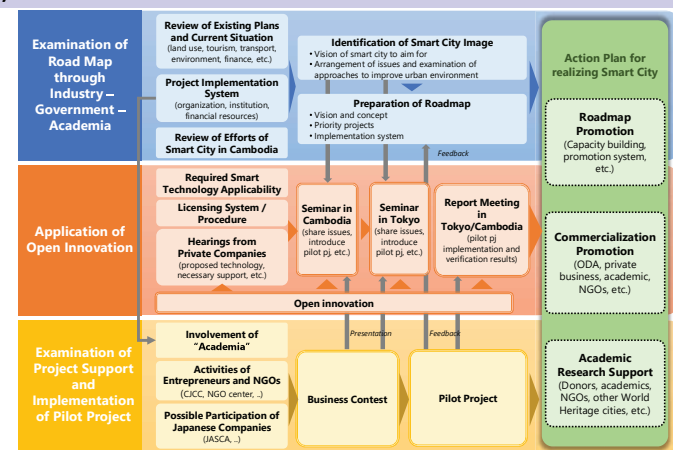 Examination of
Road Map
through
Industry –
Government –
Academia
Review of Existing Plans
and Current Situation
(land use, tourism, transport,
environment, finance, etc.)
Project Implementation
System
(organization, institution,
financial resources)
Review of Efforts of
Smart City in Cambodia
Identification of Smart City Image
• Vision of smart city to aim for
• Arrangement of issues and examination of
approaches to improve urban environment
Preparation of Roadmap
• Vision and concept
• Priority projects
• Implementation system
Feedback
Application of
Open Innovation
Required Smart
Technology Applicability
Licensing System /
Procedure
Hearings from
Private Companies
(proposed technology,
necessary support, etc.)
Seminar in
Cambodia
(share issues,
introduce
pilot pj, etc.)
Seminar
in Tokyo
(share issues,
introduce
pilot pj, etc.)
Report Meeting
in
Tokyo/Cambodia
(pilot pj
implementation and
verification results)
Open innovation
Examination of
Project Support
and
Implementation
of Pilot Project
Involvement of
“Academia”
Activities of
Entrepreneurs and NGOs
(CJCC, NGO center, ..)
Possible Participation of
Japanese Companies
(JASCA, ..)
Presentation
Feedback
Business Contest
Pilot Project
Action Plan for
realizing Smart City
Roadmap
Promotion
(Capacity building,
promotion system,
etc.)
Commercialization
Promotion
(ODA, private
business, academic,
NGOs, etc.)
Academic
Research Support
(Donors, academics,
NGOs, other World
Heritage cities, etc.)